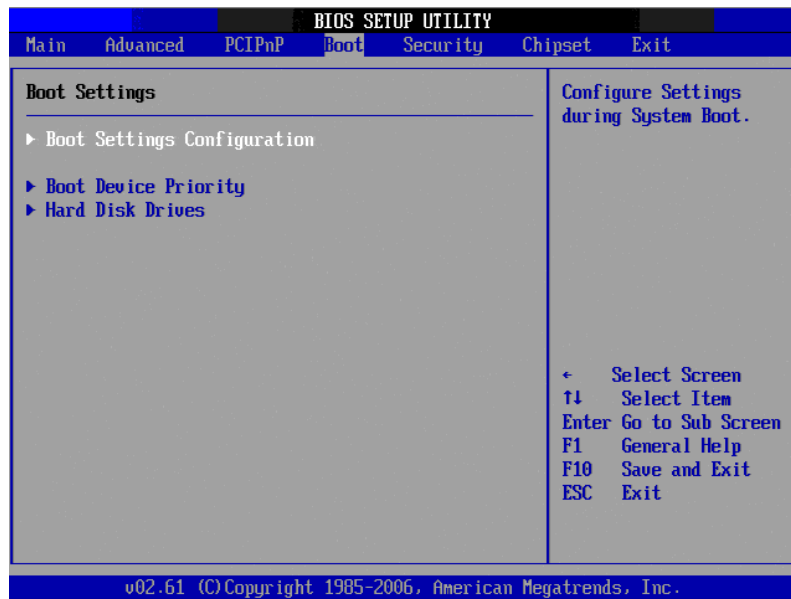 BIOS SETUP UTILITY
Main Advanced PCIPnP Boot Security Chipset Exit
Boot Settings
▶ Boot Settings Configuration
▶ Boot Device Priority
▶ Hard Disk Drives
Configure Settings
during System Boot.
← Select Screen
↑↓ Select Item
Enter Go to Sub Screen
F1 General Help
F10 Save and Exit
ESC Exit
v02.61 (C)Copyright 1985-2006, American Megatrends, Inc.